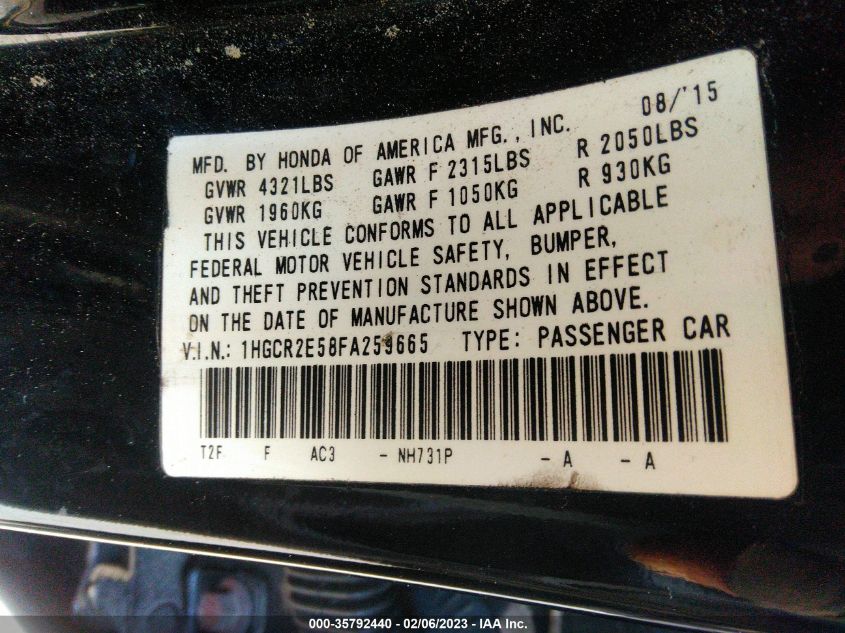 08/'15
MFD. BY HONDA OF AMERICA MFG., INC.
GVWR 4321LBS GAWR F 2315LBS R 2050LBS
GVWR 1960KG GAWR F 1050KG R 930KG
THIS VEHICLE CONFORMS TO ALL APPLICABLE
FEDERAL MOTOR VEHICLE SAFETY, BUMPER,
AND THEFT PREVENTION STANDARDS IN EFFECT
ON THE DATE OF MANUFACTURE SHOWN ABOVE.
V.I.N.: 1HGCR2E58FA259665 TYPE: PASSENGER CAR
T2F F AC3 - NH731P - A - A
000-35792440 - 02/06/2023 - IAA Inc.